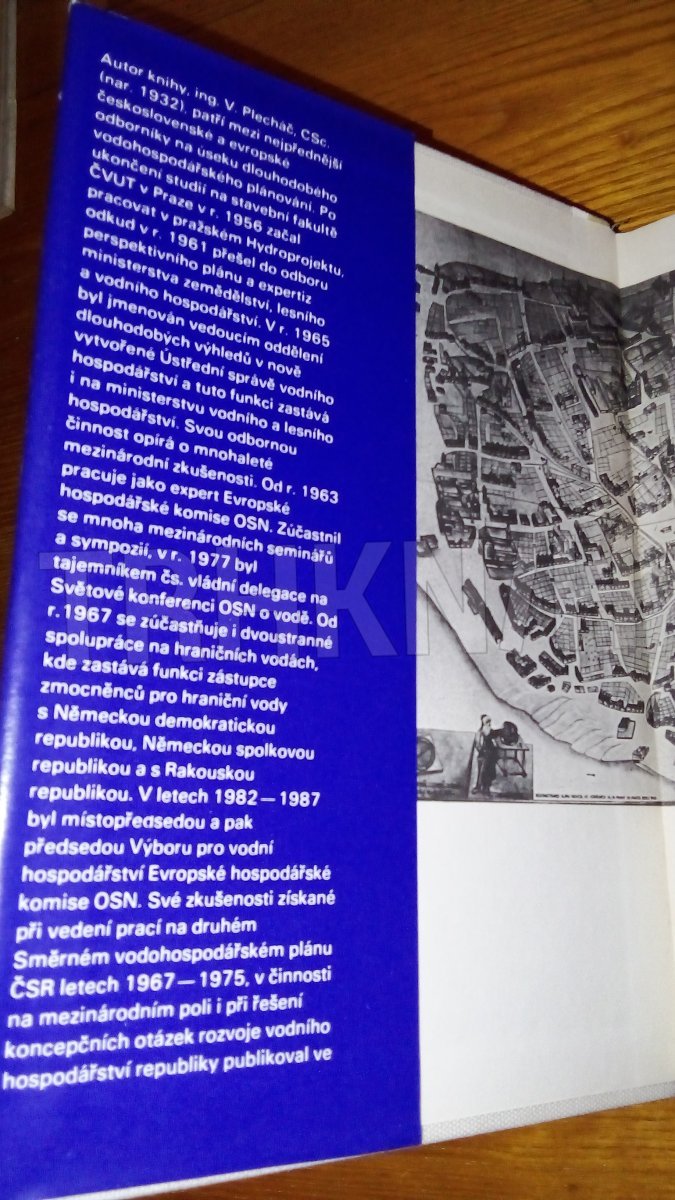 Autor knihy, ing. V. Plecháč, CSc.
(nar. 1932), patří mezi nejpřednější
československé a evropské
odborníky na úseku dlouhodobého
vodohospodářského plánování. Po
ukončení studií na stavební fakultě
ČVUT v Praze v r. 1956 začal
pracovat v pražském Hydroprojektu,
odkud v r. 1961 přešel do odboru
perspektivního plánu a expertiz
ministerstva zemědělství, lesního
a vodního hospodářství. V r. 1965
byl jmenován vedoucím oddělení
dlouhodobých výhledů v nově
vytvořené Ústřední správě vodního
hospodářství a tuto funkci zastává
i na ministerstvu vodního a lesního
hospodářství. Svou odbornou
činnost opírá o mnohaleté
mezinárodní zkušenosti. Od r. 1963
pracuje jako expert Evropské
hospodářské komise OSN. Zúčastnil
se mnoha mezinárodních seminářů
a sympozií, v r. 1977 byl
tajemníkem čs. vládní delegace na
Světové konferenci OSN o vodě. Od
r. 1967 se zúčastňuje i dvoustranné
spolupráce na hraničních vodách,
kde zastává funkci zástupce
zmocněnců pro hraniční vody
s Německou demokratickou
republikou, Německou spolkovou
republikou a s Rakouskou
republikou. V letech 1982 – 1987
byl místopředsedou a pak
předsedou Výboru pro vodní
hospodářství Evropské hospodářské
komise OSN. Své zkušenosti získané
při vedení prací na druhém
Směrném vodohospodářském plánu
ČSR letech 1967 – 1975, v činnosti
na mezinárodním poli i při řešení
koncepčních otázek rozvoje vodního
hospodářství republiky publikoval ve